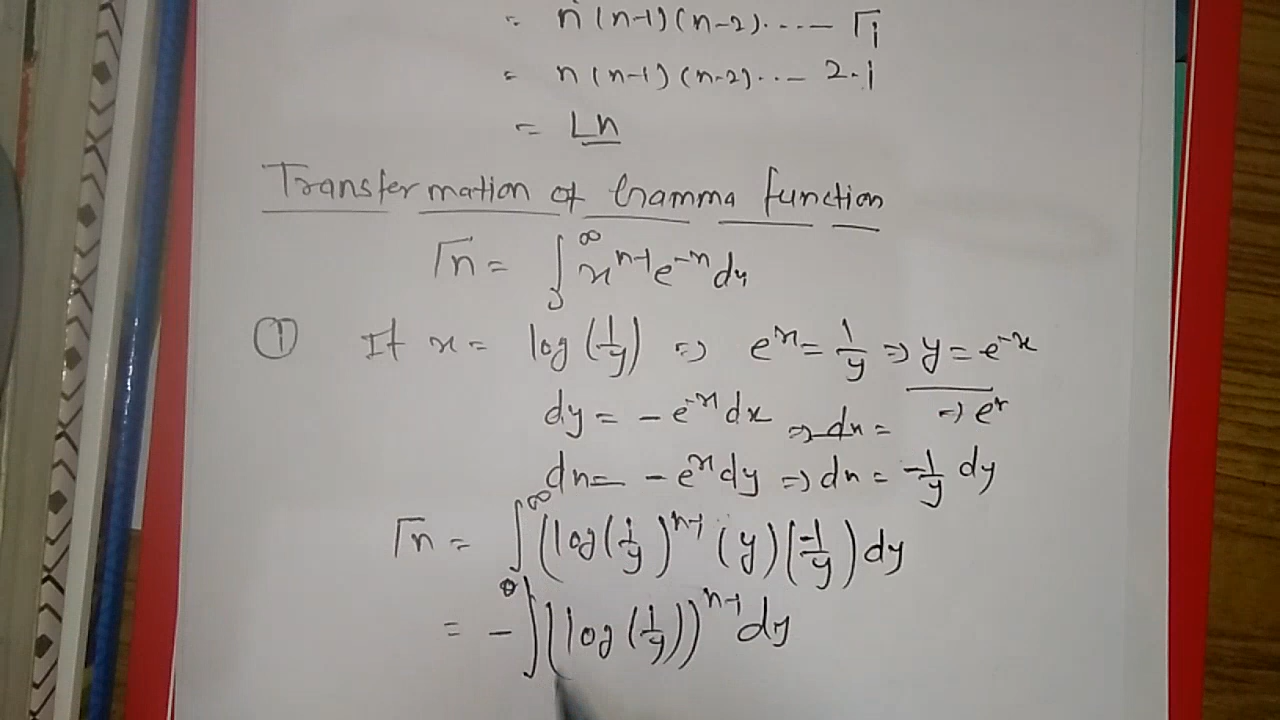 = n (n-1) (n-2) ..... Γ1
= n (n-1) (n-2) .... 2.1
= Ln
Transfermation of Gamma function
Γn = ∫₀^∞ x^(n-1) e^(-x) dx
① If x = log (1/y) => e^x = 1/y => y = e^(-x)
dy = - e^(-x) dx => dx = => e^x
dx = - e^x dy => dx = -1/y dy
Γn = ∫₀^∞ (log(1/y)^(n-1) (y) (-1/y) dy
= - ∫ (log (1/y))^(n-1) dy